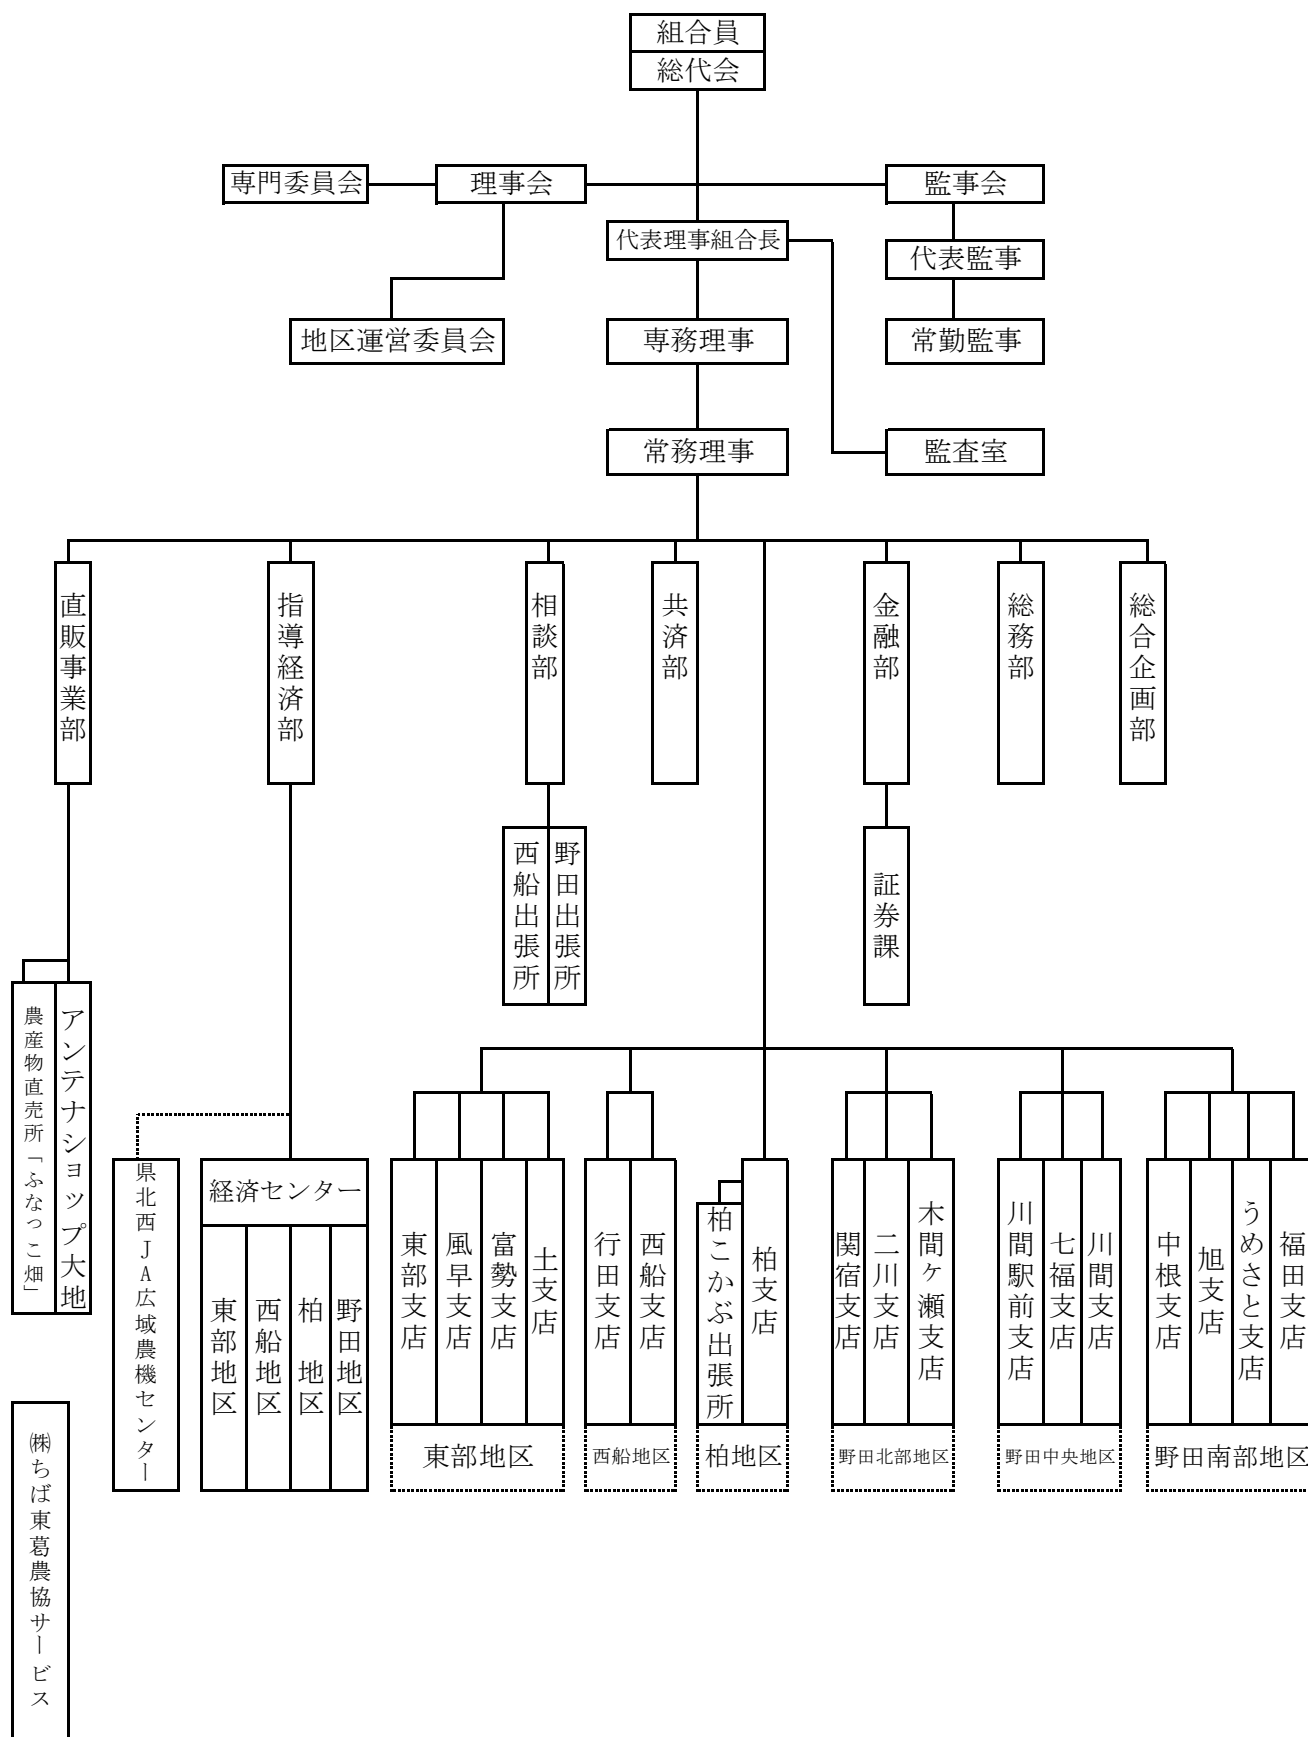 組合員
総代会
専門委員会
理事会
監事会
代表理事組合長
代表監事
地区運営委員会
専務理事
常勤監事
常務理事
監査室
直販事業部
指導経済部
相談部
共済部
金融部
総務部
総合企画部
西船出張所
野田出張所
証券課
農産物直売所「ふなっこ畑」
アンテナショップ大地
県北西JA広域農機センター
経済センター
東部地区
西船地区
柏 地区
野田地区
東部支店
風早支店
富勢支店
土支店
東部地区
行田支店
西船支店
西船地区
柏こかぶ出張所
柏支店
柏地区
関宿支店
二川支店
木間ヶ瀬支店
野田北部地区
川間駅前支店
七福支店
川間支店
野田中央地区
中根支店
旭支店
うめさと支店
福田支店
野田南部地区
㈱ちば東葛農協サービス